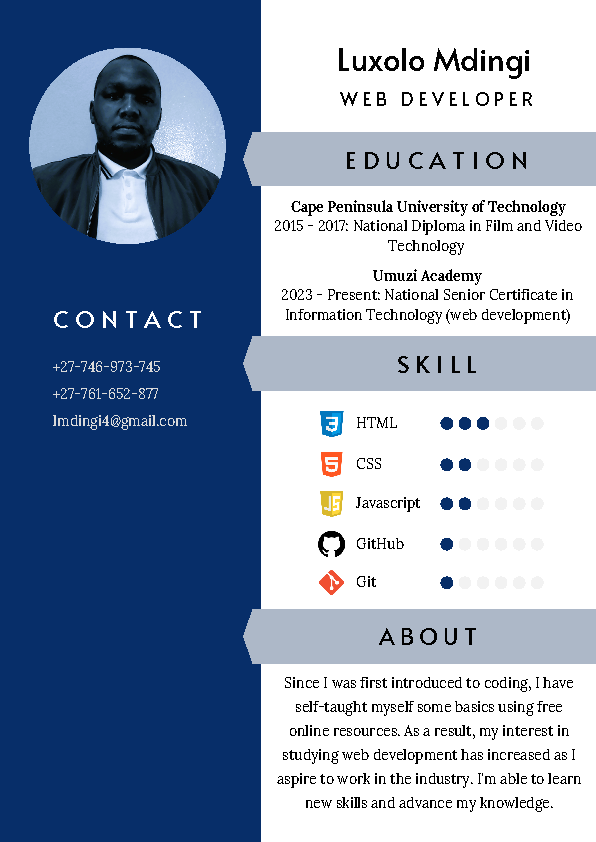 Luxolo Mdingi
WEB DEVELOPER
EDUCATION
Cape Peninsula University of Technology
2015 - 2017: National Diploma in Film and Video
Technology
Umuzi Academy
2023 - Present: National Senior Certificate in
Information Technology (web development)
CONTACT
+27-746-973-745
+27-761-652-877
lmdingi4@gmail.com
SKILL
3 HTML
5 CSS
JS Javascript
GitHub
Git
ABOUT
Since I was first introduced to coding, I have
self-taught myself some basics using free
online resources. As a result, my interest in
studying web development has increased as I
aspire to work in the industry. I'm able to learn
new skills and advance my knowledge.